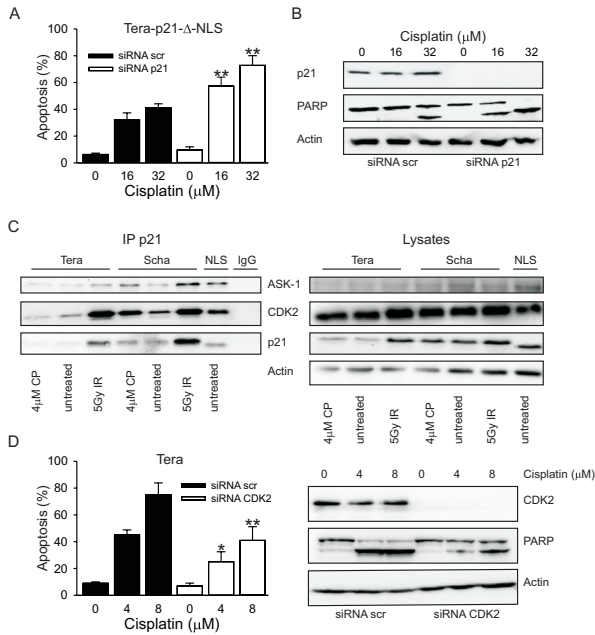 A
Tera-p21-Δ-NLS
100
80
60
40
20
0
Apoptosis (%)
siRNA scr
siRNA p21
**
**
0 16 32 0 16 32
Cisplatin (μM)
B
Cisplatin (μM)
0 16 32 0 16 32
p21
PARP
Actin
siRNA scr siRNA p21
C
IP p21
Tera Scha NLS IgG
ASK-1
CDK2
p21
Actin
4μM CP untreated 5Gy IR 4μM CP untreated 5Gy IR untreated
Lysates
Tera Scha NLS
4μM CP untreated 5Gy IR 4μM CP untreated 5Gy IR untreated
D
Tera
100
80
60
40
20
0
Apoptosis (%)
siRNA scr
siRNA CDK2
*
**
0 4 8 0 4 8
Cisplatin (μM)
0 4 8 0 4 8 Cisplatin (μM)
CDK2
PARP
Actin
siRNA scr siRNA CDK2